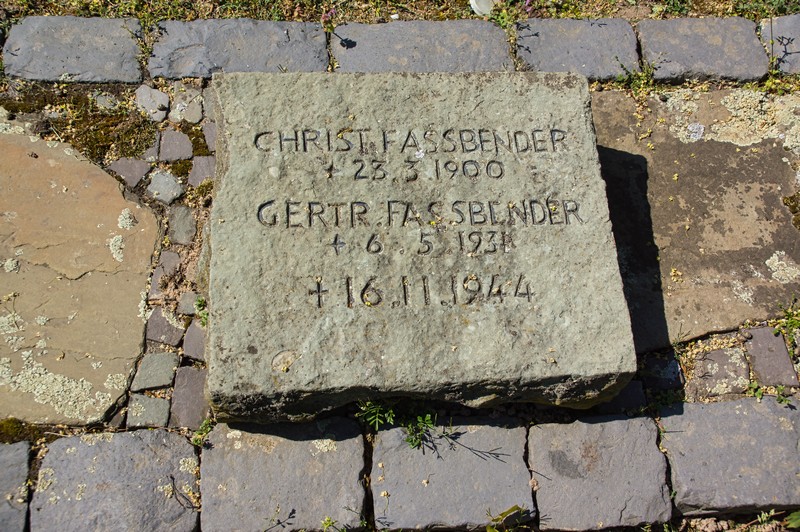 CHRIST. FASSBENDER
+ 23. 3. 1900
GERTR. FASSBENDER
+ 6. 5. 1931
+ 16.11.1944